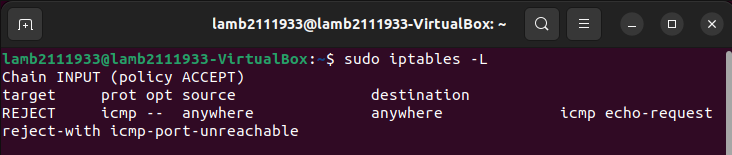 lamb2111933@lamb2111933-VirtualBox: ~
lamb2111933@lamb2111933-VirtualBox:~$ sudo iptables -L
Chain INPUT (policy ACCEPT)
target     prot opt source               destination
REJECT     icmp --  anywhere             anywhere             icmp echo-request
reject-with icmp-port-unreachable